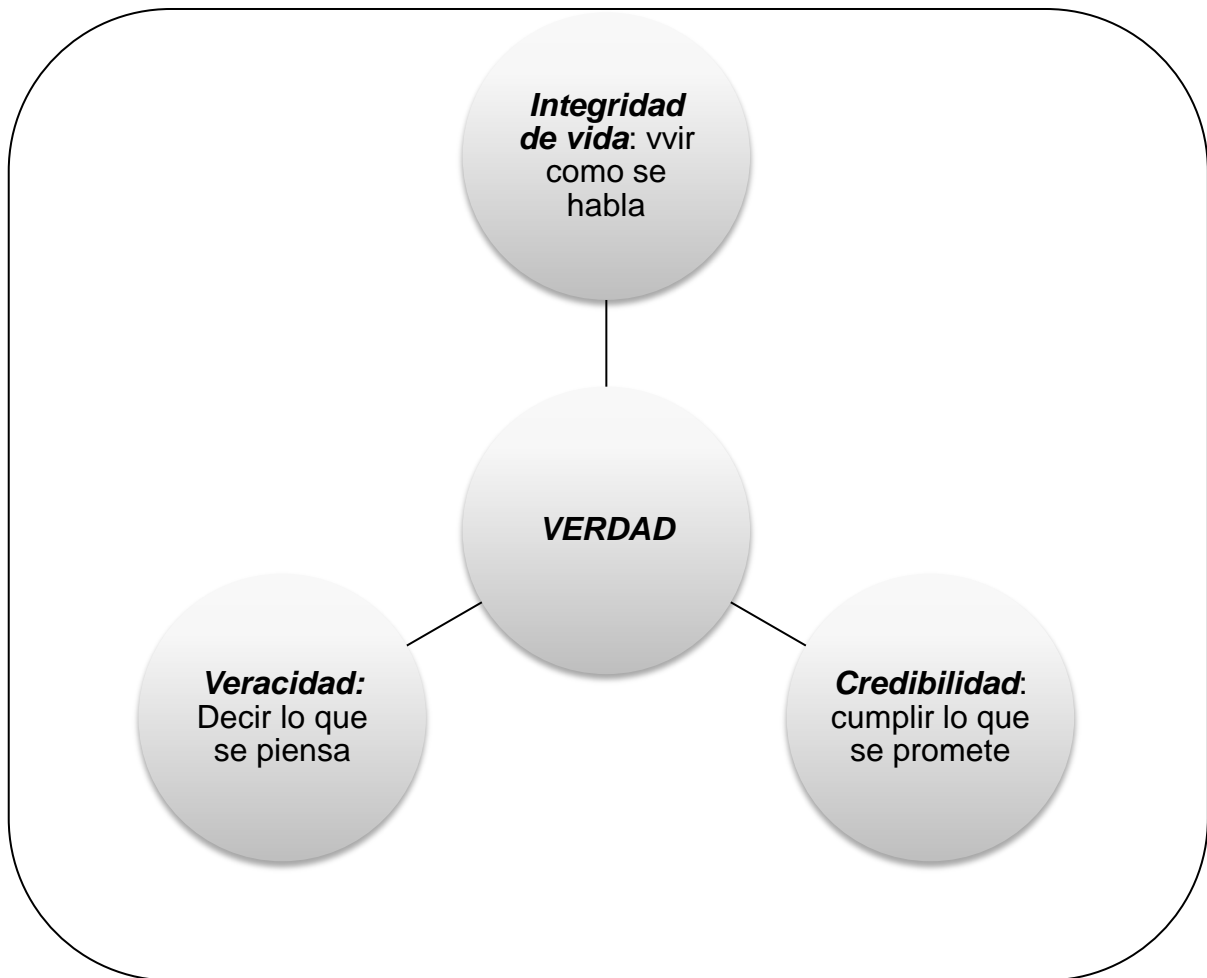 Integridad
de vida: vvir
como se
habla
VERDAD
Veracidad:
Decir lo que
se piensa
Credibilidad:
cumplir lo que
se promete